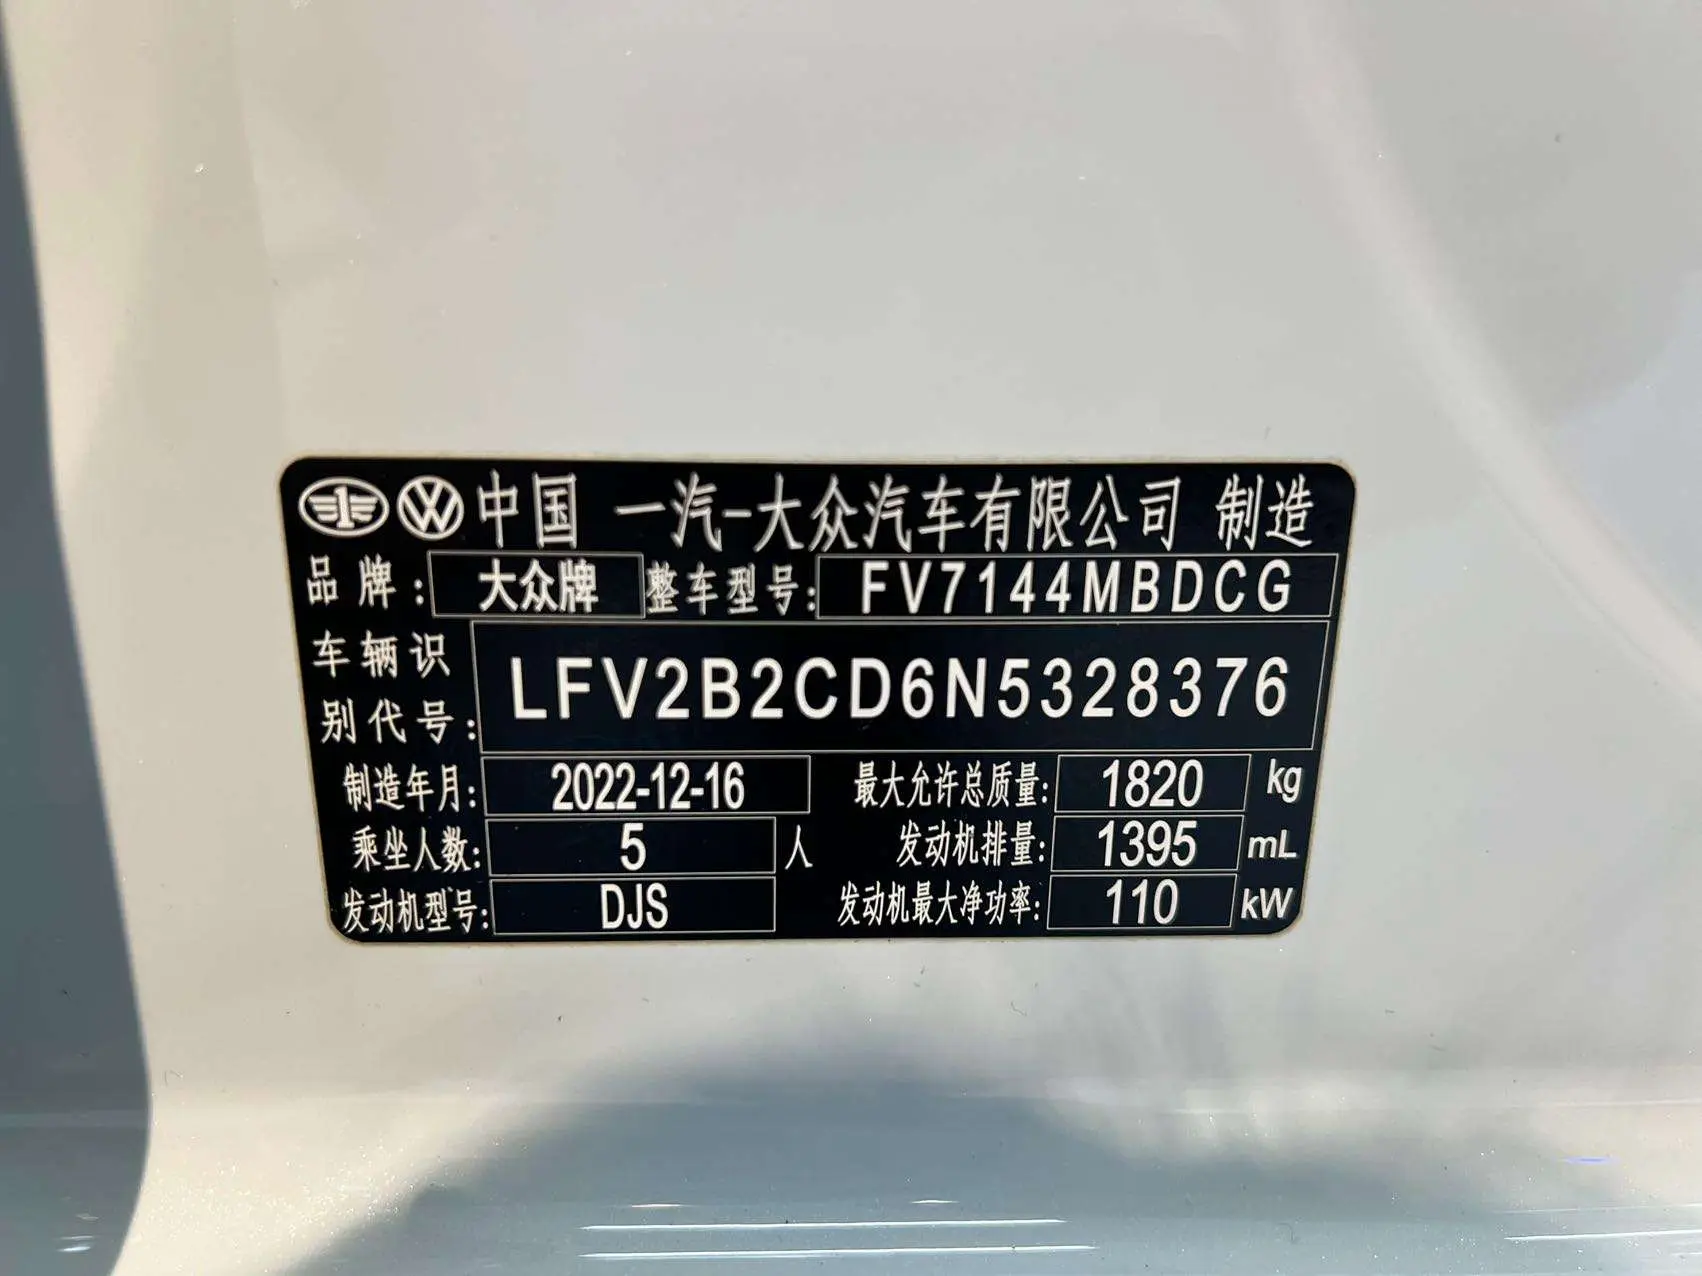 中国 一汽-大众汽车有限公司 制造
品牌: 大众牌 整车型号: FV7144MBDCG
车辆识别代号: LFV2B2CD6N5328376
制造年月: 2022-12-16 最大允许总质量: 1820 kg
乘坐人数: 5 人 发动机排量: 1395 mL
发动机型号: DJS 发动机最大净功率: 110 kW